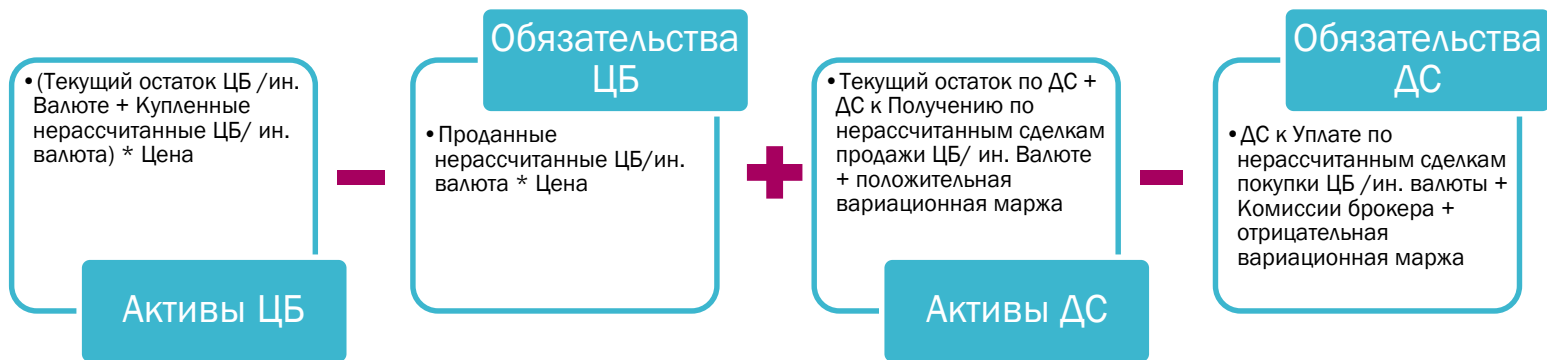 •(Текущий остаток ЦБ /ин.
Валюте + Купленные
нерассчитанные ЦБ/ ин.
валюта) * Цена
Активы ЦБ
Обязательства
ЦБ
•Проданные
нерассчитанные ЦБ/ин.
валюта * Цена
•Текущий остаток по ДС +
ДС к Получению по
нерассчитанным сделкам
продажи ЦБ/ ин. Валюте
+ положительная
вариационная маржа
Активы ДС
Обязательства
ДС
•ДС к Уплате по
нерассчитанным сделкам
покупки ЦБ /ин. валюты +
Комиссии брокера +
отрицательная
вариационная маржа